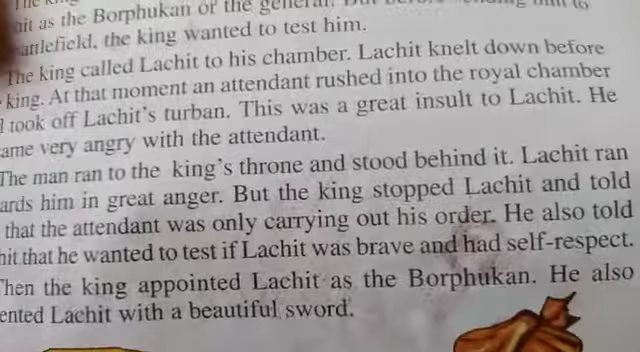 as the Borphukan or the general.
battlefield, the king wanted to test him.
The king called Lachit to his chamber. Lachit knelt down before
king. At that moment an attendant rushed into the royal chamber
took off Lachit's turban. This was a great insult to Lachit. He
ame very angry with the attendant.
The man ran to the king's throne and stood behind it. Lachit ran
ards him in great anger. But the king stopped Lachit and told
that the attendant was only carrying out his order. He also told
hit that he wanted to test if Lachit was brave and had self-respect.
Then the king appointed Lachit as the Borphukan. He also
ented Lachit with a beautiful sword.